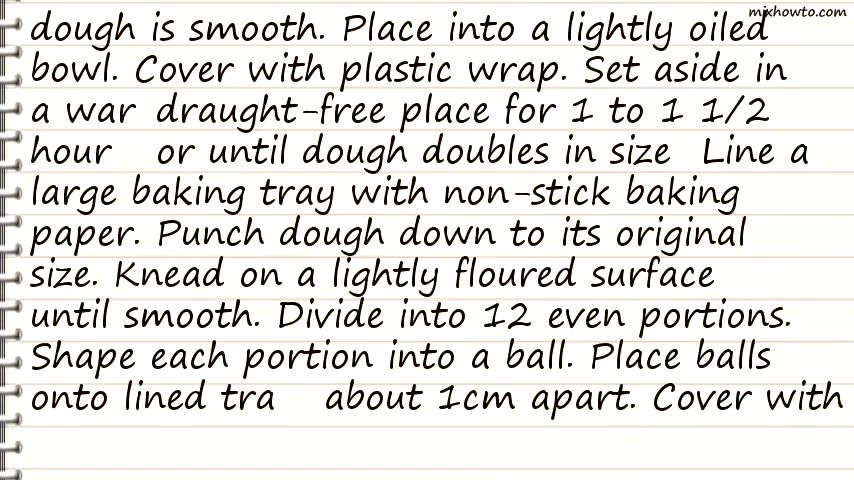 mixhowto.com
dough is smooth. Place into a lightly oiled
bowl. Cover with plastic wrap. Set aside in
a war draught-free place for 1 to 1 1/2
hour or until dough doubles in size Line a
large baking tray with non-stick baking
paper. Punch dough down to its original
size. Knead on a lightly floured surface
until smooth. Divide into 12 even portions.
Shape each portion into a ball. Place balls
onto lined tra about 1cm apart. Cover with